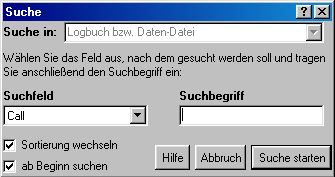 Suche
Suche in: Logbuch bzw. Daten-Datei
Wählen Sie das Feld aus, nach dem gesucht werden soll und tragen
Sie anschließend den Suchbegriff ein:
Suchfeld Suchbegriff
Call
Sortierung wechseln
ab Beginn suchen
Hilfe Abbruch Suche starten